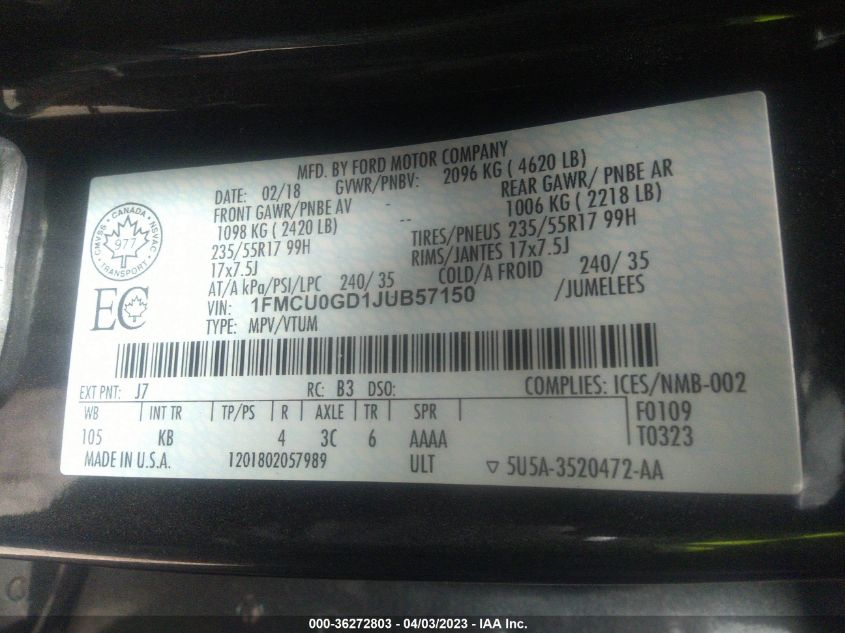 MFD. BY FORD MOTOR COMPANY
DATE: 02/18 GVWR/PNBV: 2096 KG ( 4620 LB)
FRONT GAWR/PNBE AV - REAR GAWR/ PNBE AR
1098 KG ( 2420 LB) -- 1006 KG ( 2218 LB)
235/55R17 99H TIRES/PNEUS 235/55R17 99H
17x7.5J RIMS/JANTES 17x7.5J
AT/A kPa/PSI/LPC 240/ 35 COLD/A FROID 240/ 35
VIN: 1FMCU0GD1JUB57150 /JUMELEES
TYPE: MPV/VTUM
CANADA
CMVSS NSVAC
977
TRANSPORT
EC
EXT PNT: J7 RC: B3 DSO: COMPLIES: ICES/NMB-002
WB INT TR TP/PS R AXLE TR SPR F0109
105 KB 4 3C 6 AAAA T0323
MADE IN U.S.A. 1201802057989 ULT ▽ 5U5A-3520472-AA
000-36272803 - 04/03/2023 - IAA Inc.